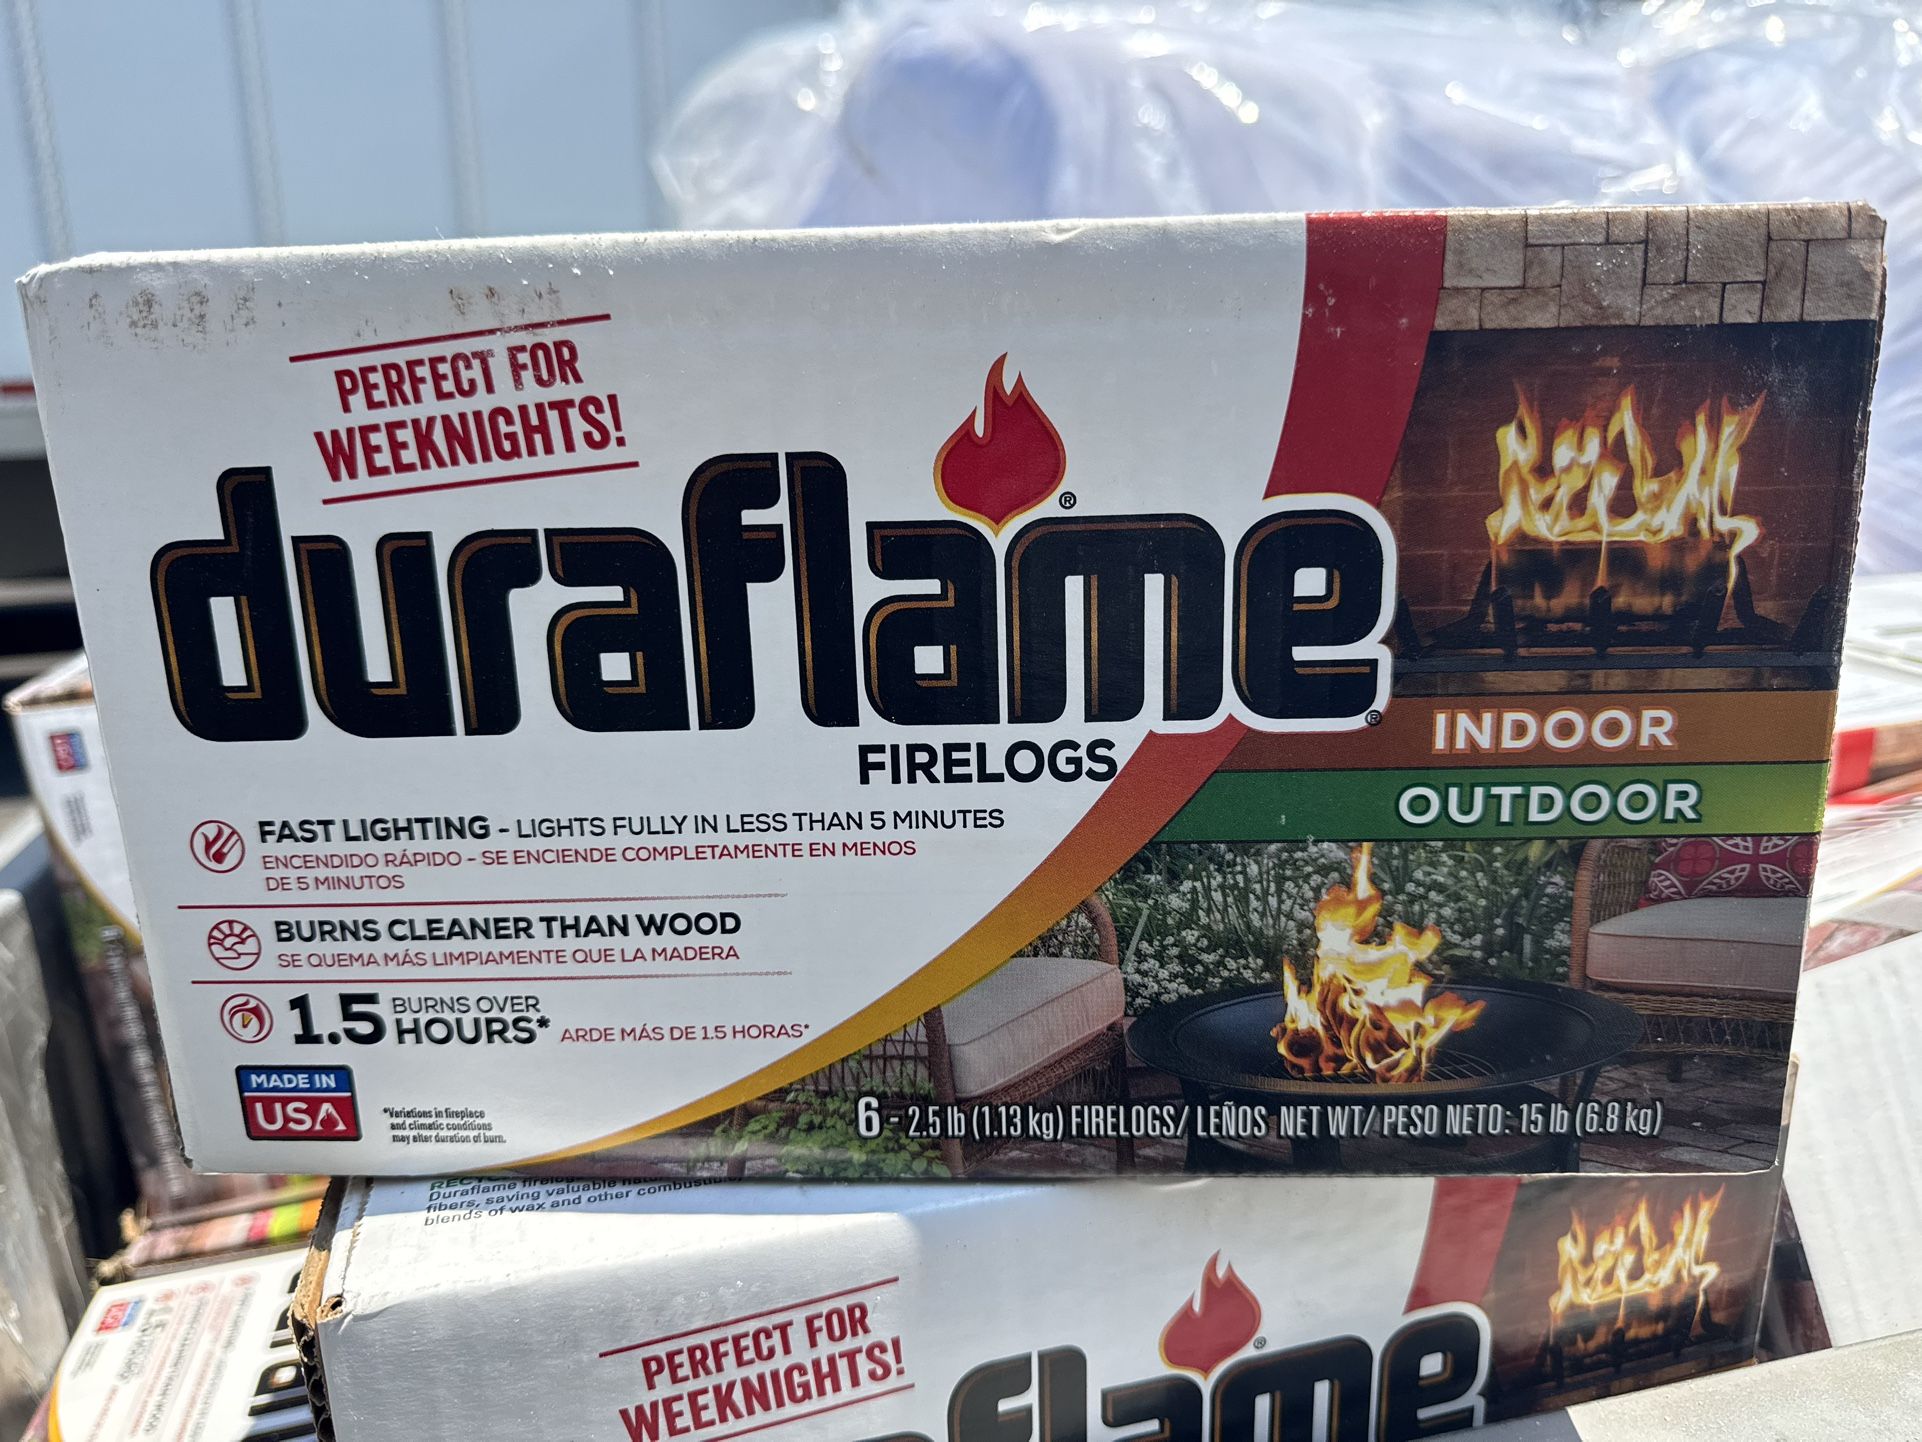 PERFECT FOR
WEEKNIGHTS!
duraflame®
®
FIRELOGS
INDOOR
OUTDOOR
FAST LIGHTING - LIGHTS FULLY IN LESS THAN 5 MINUTES
ENCENDIDO RÁPIDO - SE ENCIENDE COMPLETAMENTE EN MENOS
DE 5 MINUTOS
BURNS CLEANER THAN WOOD
SE QUEMA MÁS LIMPIAMENTE QUE LA MADERA
1.5 BURNS OVER
HOURS* ARDE MÁS DE 1.5 HORAS*
MADE IN
USA
*Variations in fireplace
and climatic conditions
may alter duration of burn.
6 - 2.5 lb (1.13 kg) FIRELOGS/ LEÑOS NET WT/ PESO NETO: 15 lb (6.8 kg)
Duraflame
fibers, saving valuable
blends of wax and other
PERFECT FOR
WEEKNIGHTS!
flame®